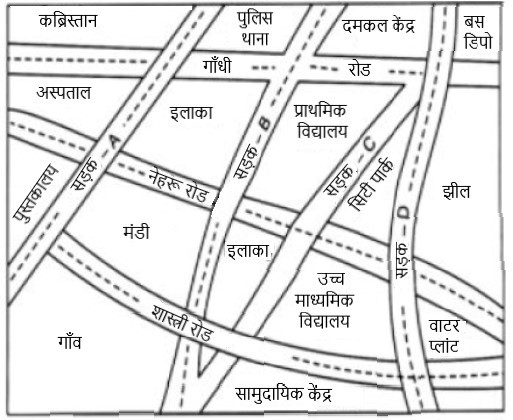 कब्रिस्तान
पुलिस
थाना
दमकल केंद्र
बस
डिपो
गाँधी रोड
अस्पताल
इलाका
प्राथमिक
विद्यालय
सड़क - A
सड़क - B
सड़क - C
सिटी पार्क
पुस्तकालय
नेहरू रोड
झील
मंडी
इलाका
सड़क - D
उच्च
माध्यमिक
विद्यालय
शास्त्री रोड
गाँव
वाटर
प्लांट
सामुदायिक केंद्र